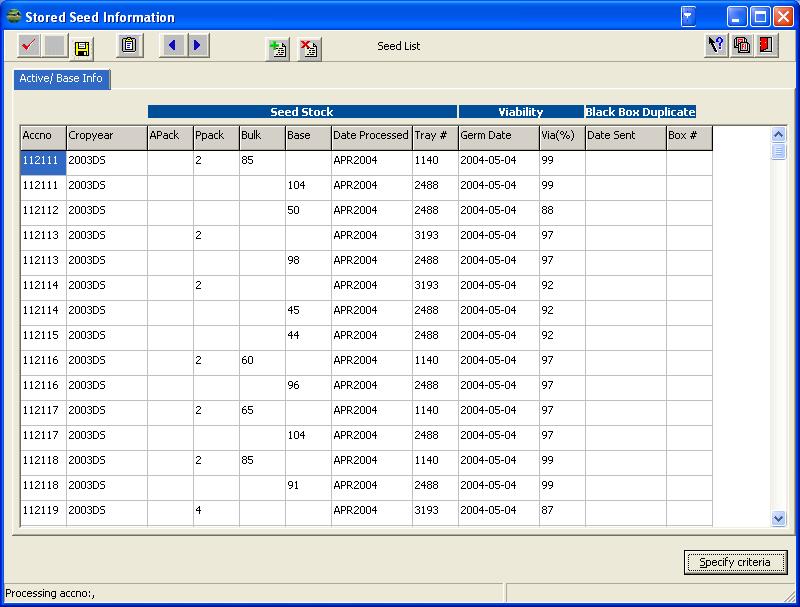 Stored Seed Information
Seed List
Active/ Base Info
Seed Stock Viability Black Box Duplicate
Accno Cropyear APack Ppack Bulk Base Date Processed Tray # Germ Date Via(%) Date Sent Box #
112111 2003DS 2 85 APR2004 1140 2004-05-04 99
112111 2003DS 104 APR2004 2488 2004-05-04 99
112112 2003DS 50 APR2004 2488 2004-05-04 88
112113 2003DS 2 APR2004 3193 2004-05-04 97
112113 2003DS 98 APR2004 2488 2004-05-04 97
112114 2003DS 2 APR2004 3193 2004-05-04 92
112114 2003DS 45 APR2004 2488 2004-05-04 92
112115 2003DS 44 APR2004 2488 2004-05-04 92
112116 2003DS 2 60 APR2004 1140 2004-05-04 97
112116 2003DS 96 APR2004 2488 2004-05-04 97
112117 2003DS 2 65 APR2004 1140 2004-05-04 97
112117 2003DS 104 APR2004 2488 2004-05-04 97
112118 2003DS 2 85 APR2004 1140 2004-05-04 99
112118 2003DS 91 APR2004 2488 2004-05-04 99
112119 2003DS 4 APR2004 3193 2004-05-04 87
Specify criteria
Processing accno:,